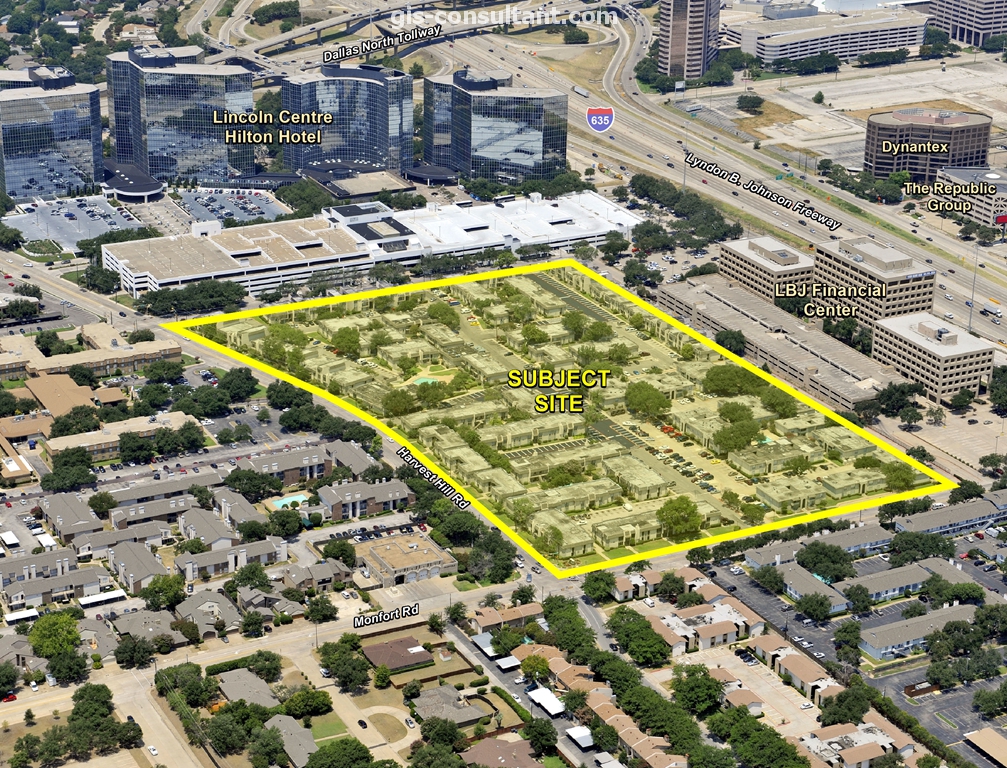 gis-consultant.com
Dallas North Tollway
Lincoln Centre
Hilton Hotel
635
Dynantex
Lyndon B. Johnson Freeway
The Republic
Group
LBJ Financial
Center
SUBJECT
SITE
Harvest Hill Rd
Monfort Rd